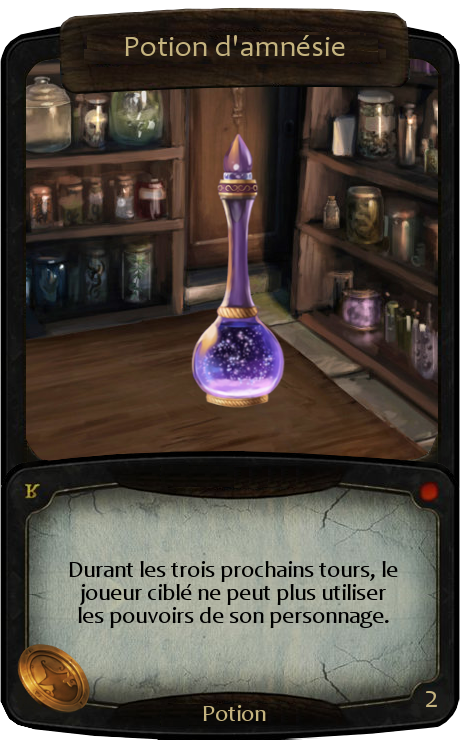 Potion d'amnésie
Durant les trois prochains tours, le
joueur ciblé ne peut plus utiliser
les pouvoirs de son personnage.
2
Potion